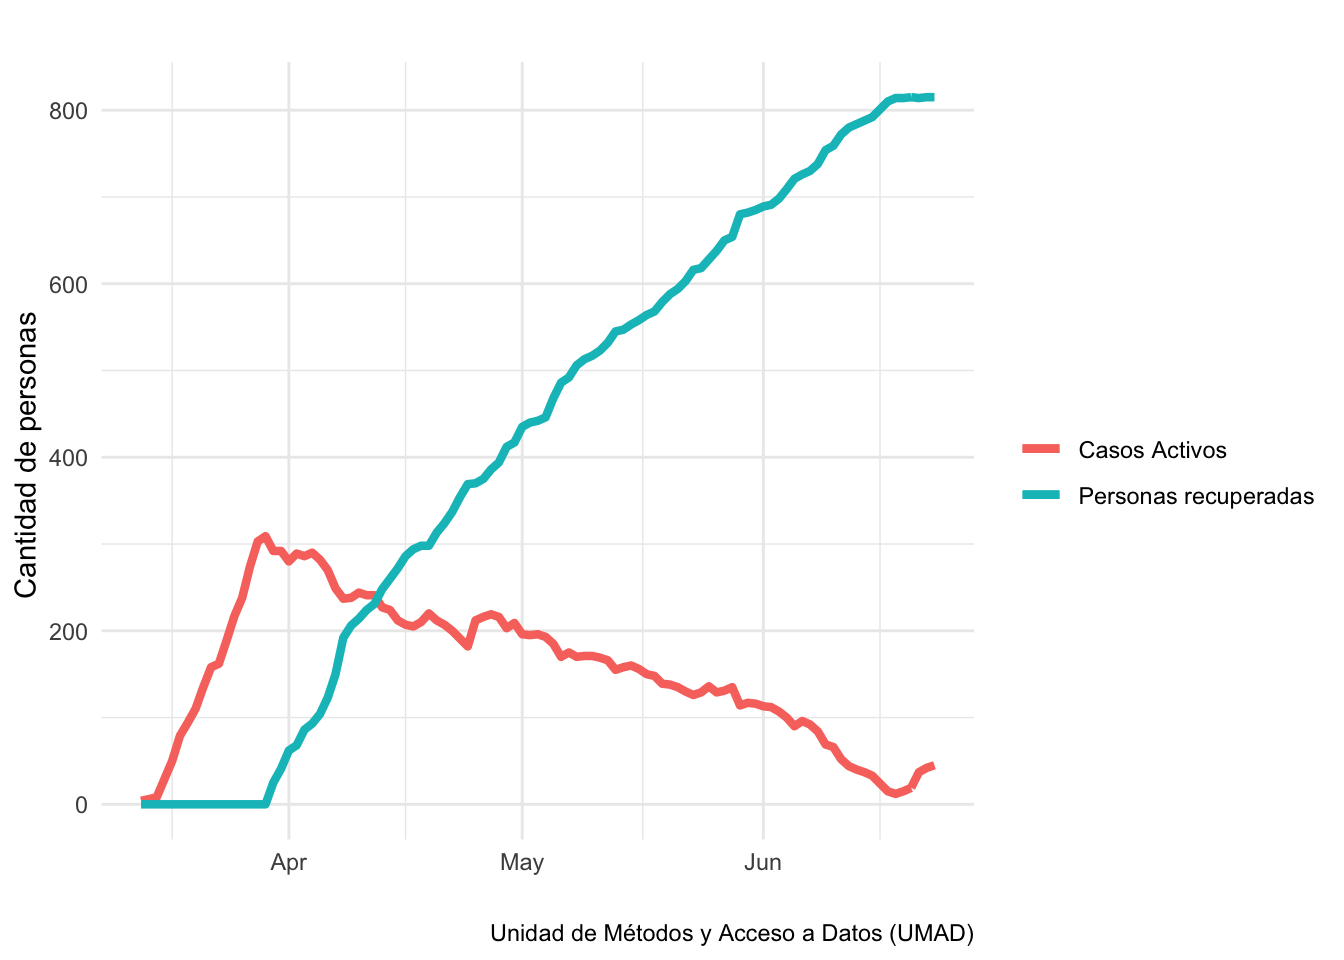 Cantidad de personas
800
600
400
200
0
Apr
May
Jun
Casos Activos
Personas recuperadas
Unidad de Métodos y Acceso a Datos (UMAD)